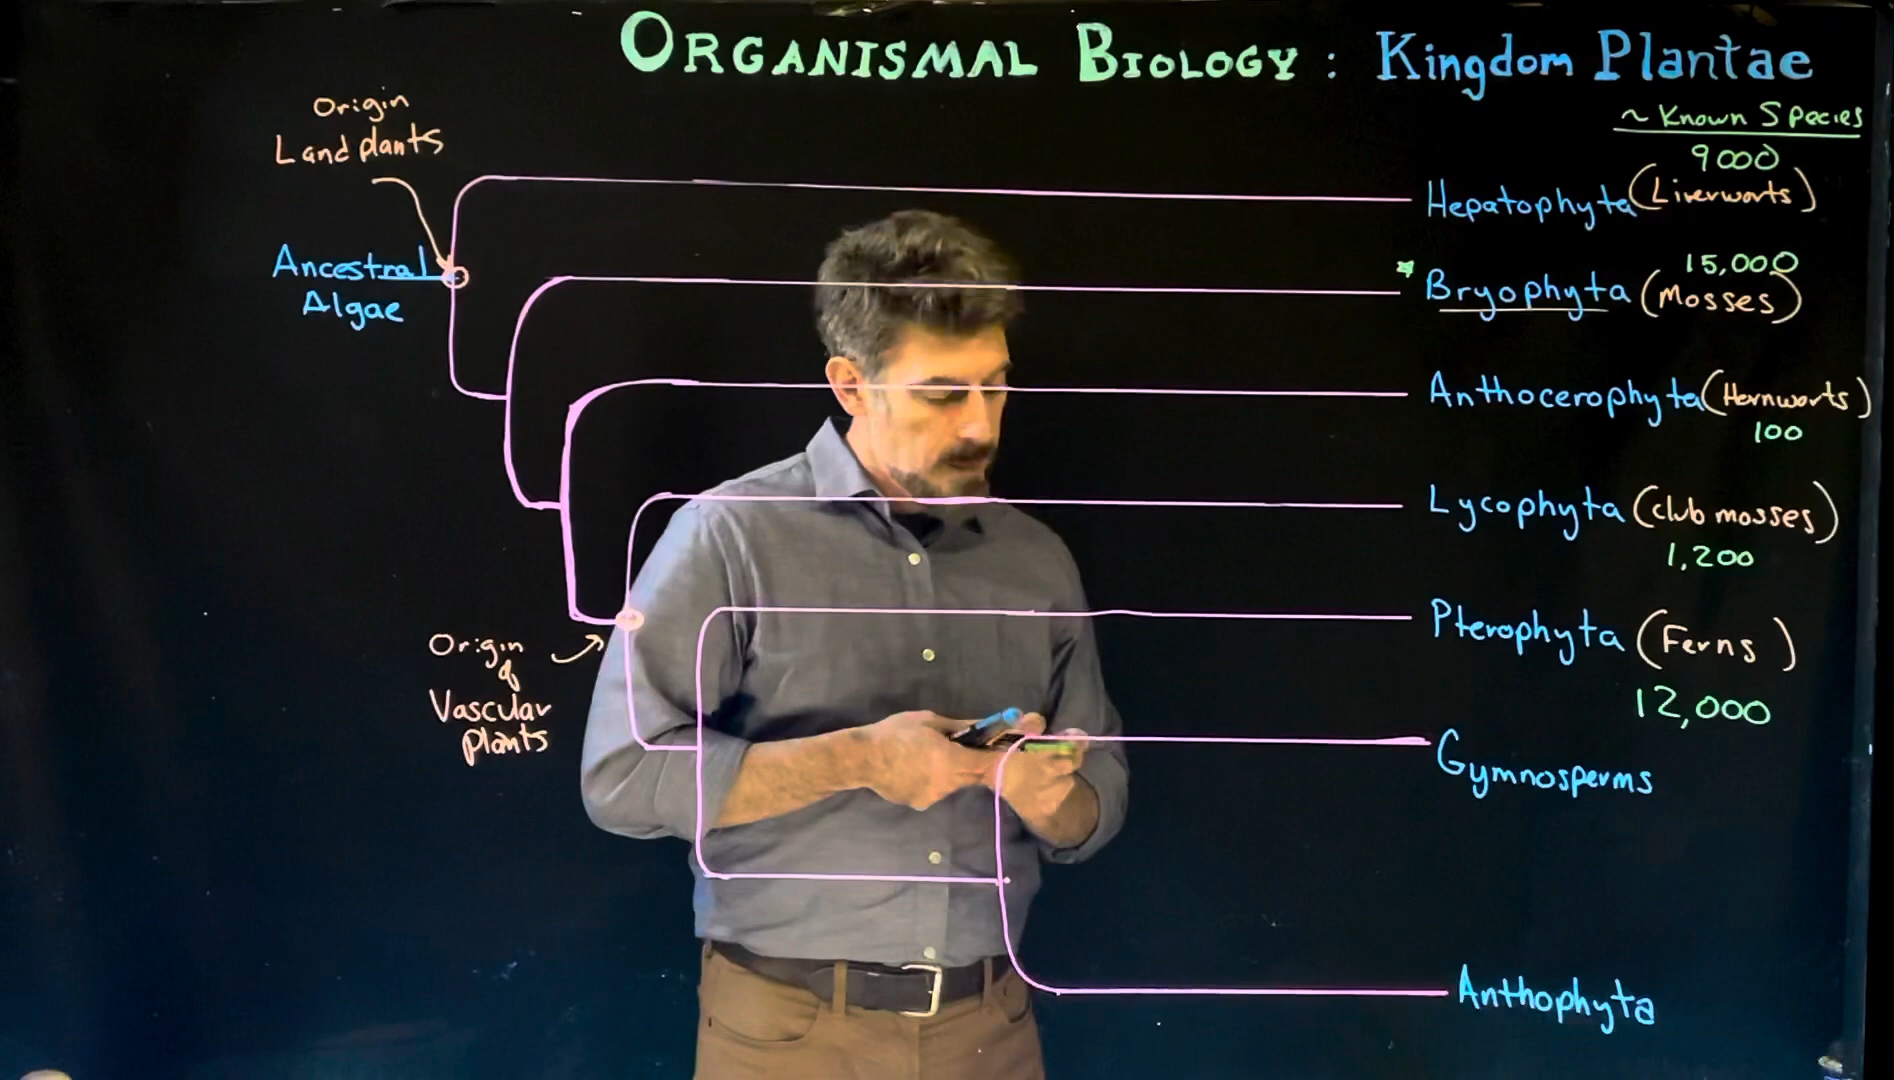 ORGANISMAL BIOLOGY: Kingdom Plantae
~ Known Species
Origin
Land plants
Ancestral
Algae
9000
Hepatophyta (Liverworts)
15,000
Bryophyta (Mosses)
Anthocerophyta (Hornworts)
100
Lycophyta (club mosses)
1,200
Pterophyta (Ferns)
12,000
Origin
of
Vascular
plants
Gymnosperms
Anthophyta